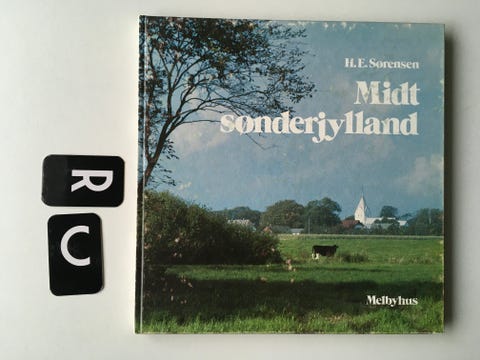 R
C
H.E. Sørensen
Midt
sønderjylland
Melbyhus